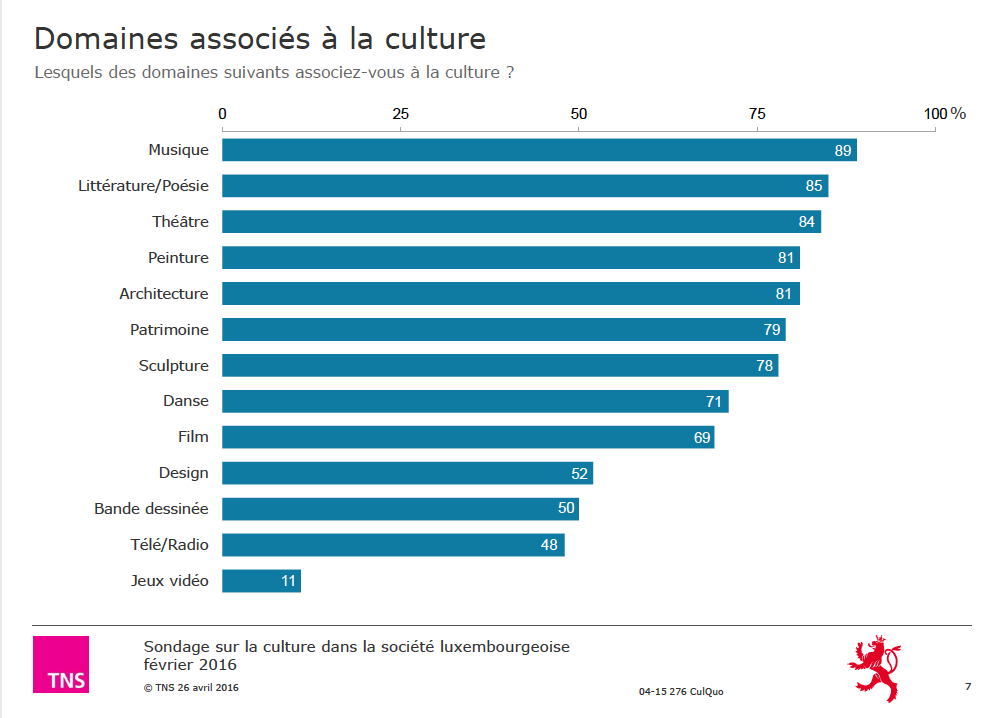 Domaines associés à la culture
Lesquels des domaines suivants associez-vous à la culture ?
0 25 50 75 100 %
Musique 89
Littérature/Poésie 85
Théâtre 84
Peinture 81
Architecture 81
Patrimoine 79
Sculpture 78
Danse 71
Film 69
Design 52
Bande dessinée 50
Télé/Radio 48
Jeux vidéo 11
TNS
Sondage sur la culture dans la société luxembourgeoise
février 2016
© TNS 26 avril 2016
04-15 276 CulQuo
7